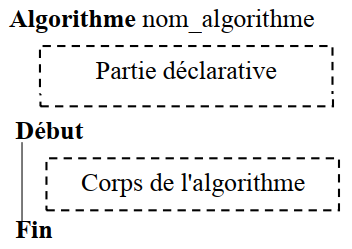 Algorithme nom_algorithme
Partie déclarative
Début
Corps de l'algorithme
Fin